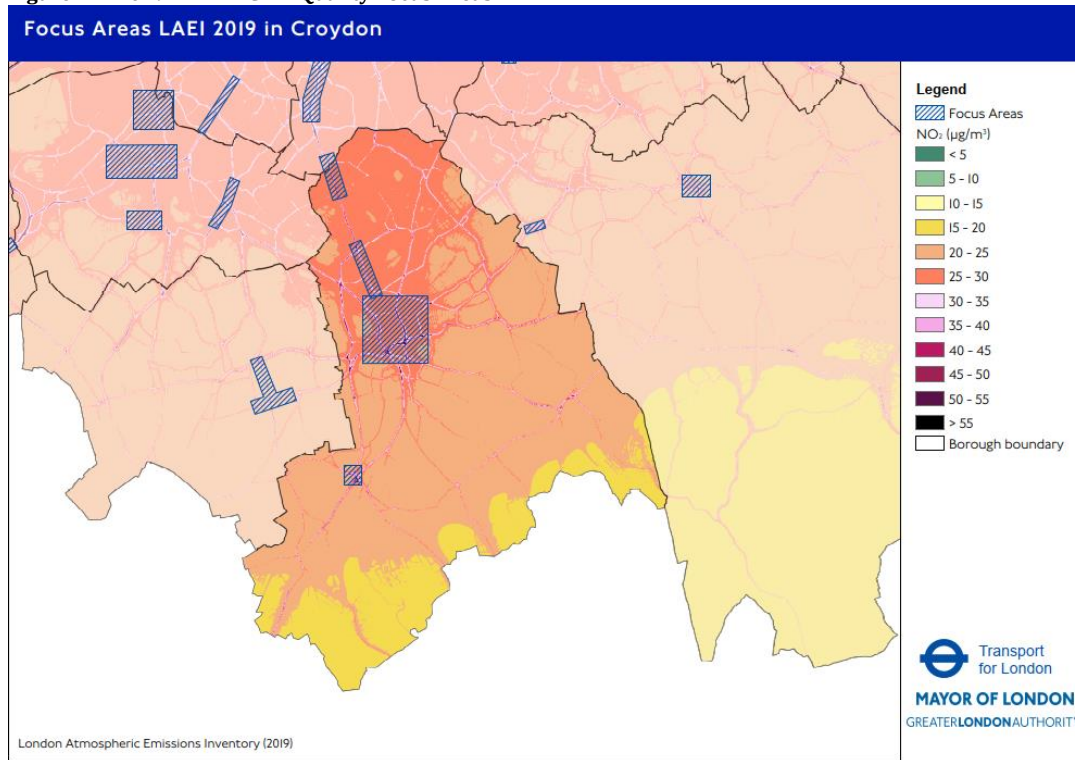 Focus Areas LAEI 2019 in Croydon
Legend
Focus Areas
NO₂ (µg/m³)
< 5
5 - 10
10 - 15
15 - 20
20 - 25
25 - 30
30 - 35
35 - 40
40 - 45
45 - 50
50 - 55
> 55
Borough boundary
Transport
for London
MAYOR OF LONDON
GREATERLONDONAUTHORITY
London Atmospheric Emissions Inventory (2019)